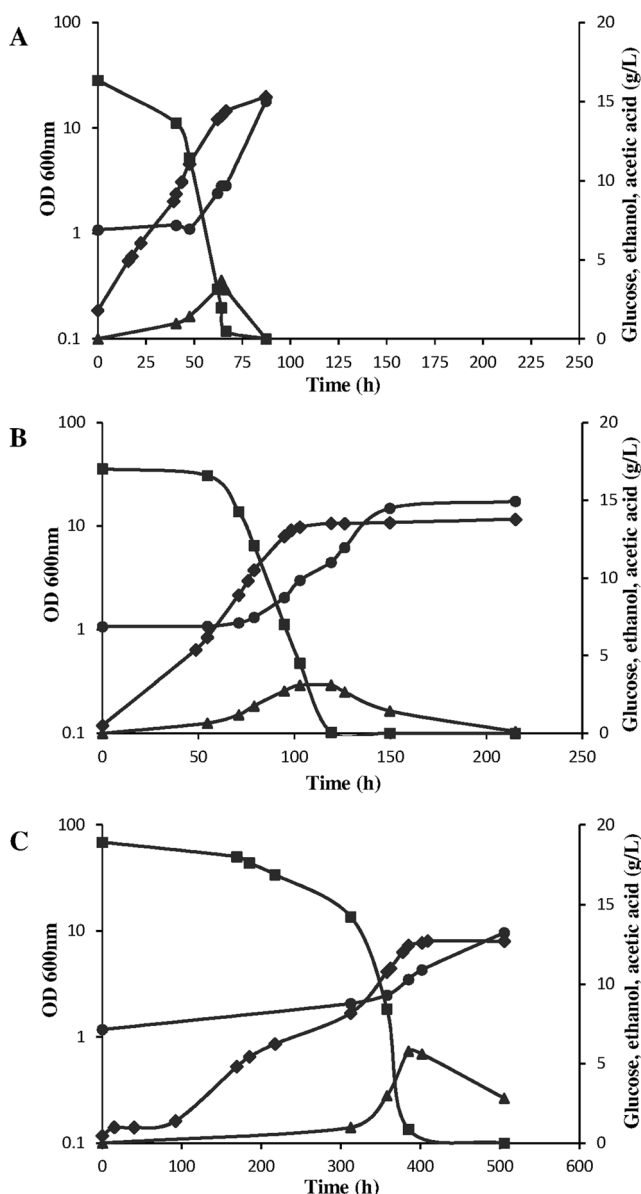 A
100
10
1
0.1
OD 600nm
20
15
10
5
0
Glucose, ethanol, acetic acid (g/L)
0 25 50 75 100 125 150 175 200 225 250
Time (h)
B
100
10
1
0.1
OD 600nm
20
15
10
5
0
Glucose, ethanol, acetic acid (g/L)
0 50 100 150 200 250
Time (h)
C
100
10
1
0.1
OD 600nm
20
15
10
5
0
Glucose, ethanol, acetic acid (g/L)
0 100 200 300 400 500 600
Time (h)